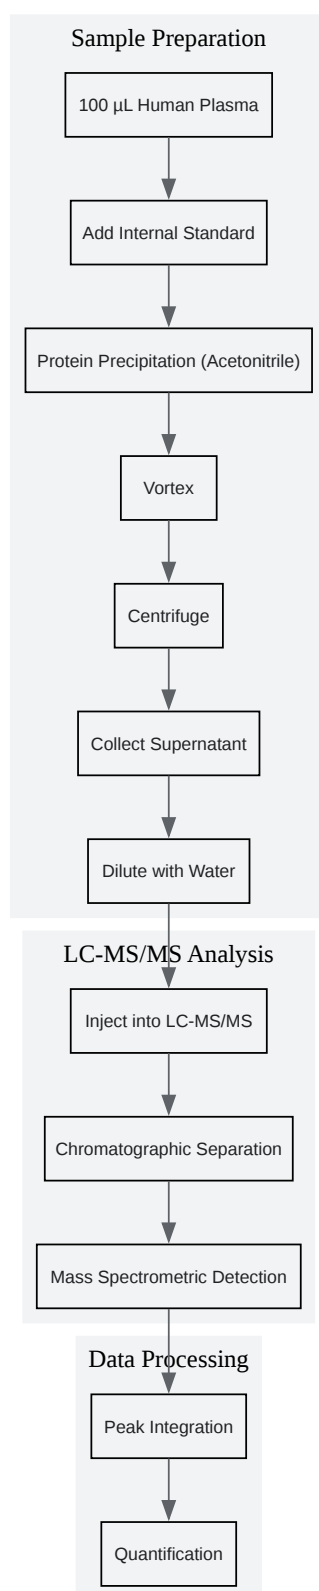 Sample Preparation
100 µL Human Plasma
Add Internal Standard
Protein Precipitation (Acetonitrile)
Vortex
Centrifuge
Collect Supernatant
Dilute with Water
LC-MS/MS Analysis
Inject into LC-MS/MS
Chromatographic Separation
Mass Spectrometric Detection
Data Processing
Peak Integration
Quantification